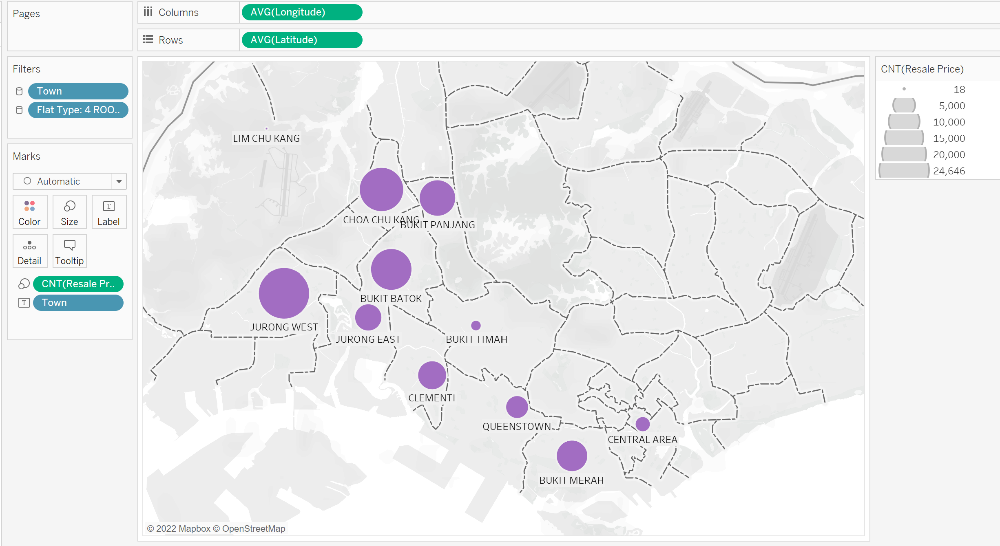 Pages
Columns
AVG(Longitude)
Rows
AVG(Latitude)
Filters
Town
Flat Type: 4 ROO..
Marks
Automatic
Color
Size
T
Label
Detail
Tooltip
CNT(Resale Pr..
T
Town
LIM CHU KANG
CHOA CHU KANG
BUKIT PANJANG
BUKIT BATOK
JURONG WEST
JURONG EAST
BUKIT TIMAH
CLEMENTI
QUEENSTOWN
CENTRAL AREA
BUKIT MERAH
© 2022 Mapbox © OpenStreetMap
CNT(Resale Price)
18
5,000
10,000
15,000
20,000
24,646